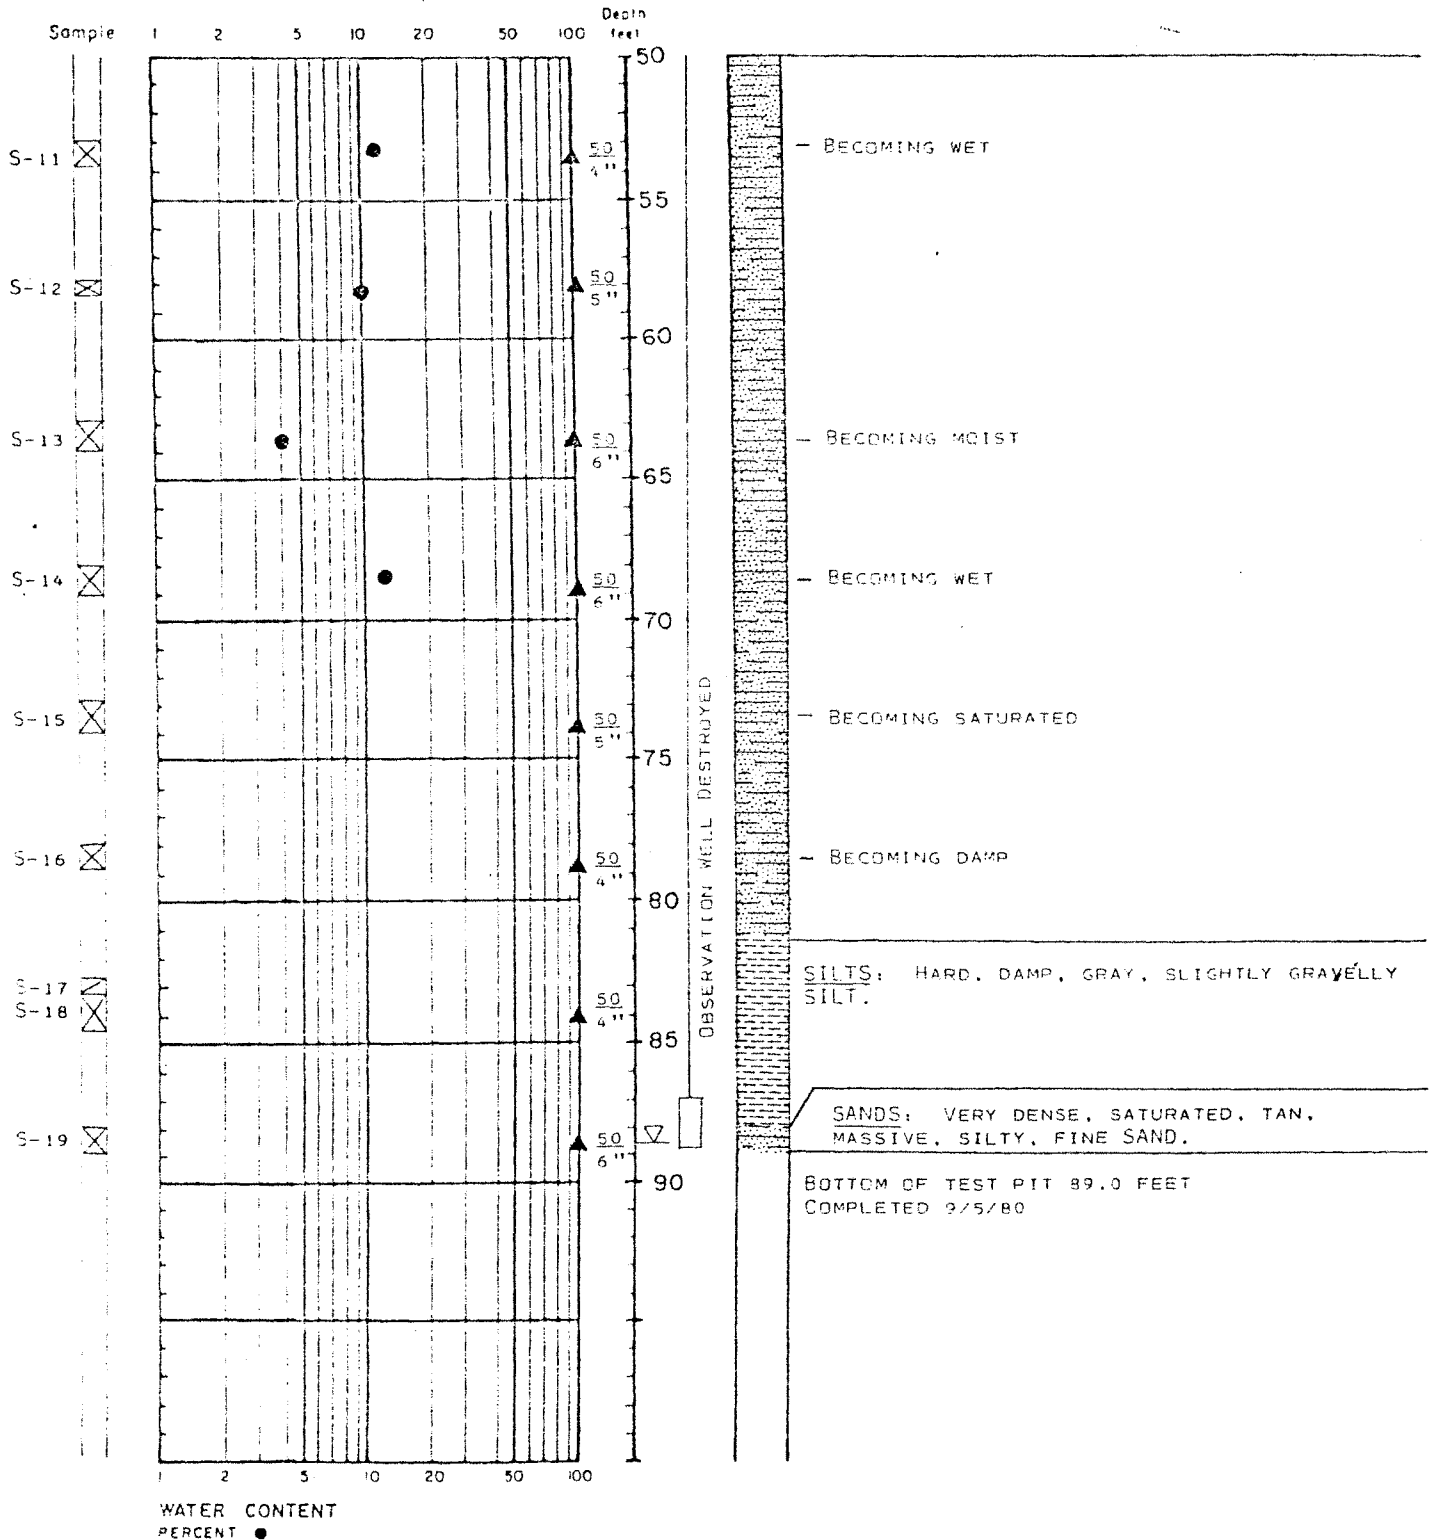 Depth
Sample 1 2 5 10 20 50 100 feet
50
S-11
50
4"
- BECOMING WET
55
S-12
50
5"
60
S-13
50
6"
- BECOMING MOIST
65
S-14
50
6"
- BECOMING WET
70
S-15
50
5"
- BECOMING SATURATED
75
OBSERVATION WELL DESTROYED
S-16
50
4"
- BECOMING DAMP
80
SILTS: HARD, DAMP, GRAY, SLIGHTLY GRAVELLY
SILT.
S-17
S-18
50
4"
85
SANDS: VERY DENSE, SATURATED, TAN,
MASSIVE, SILTY, FINE SAND.
S-19
50
6"
90
BOTTOM OF TEST PIT 89.0 FEET
COMPLETED 9/5/80
1 2 5 10 20 50 100
WATER CONTENT
PERCENT ●